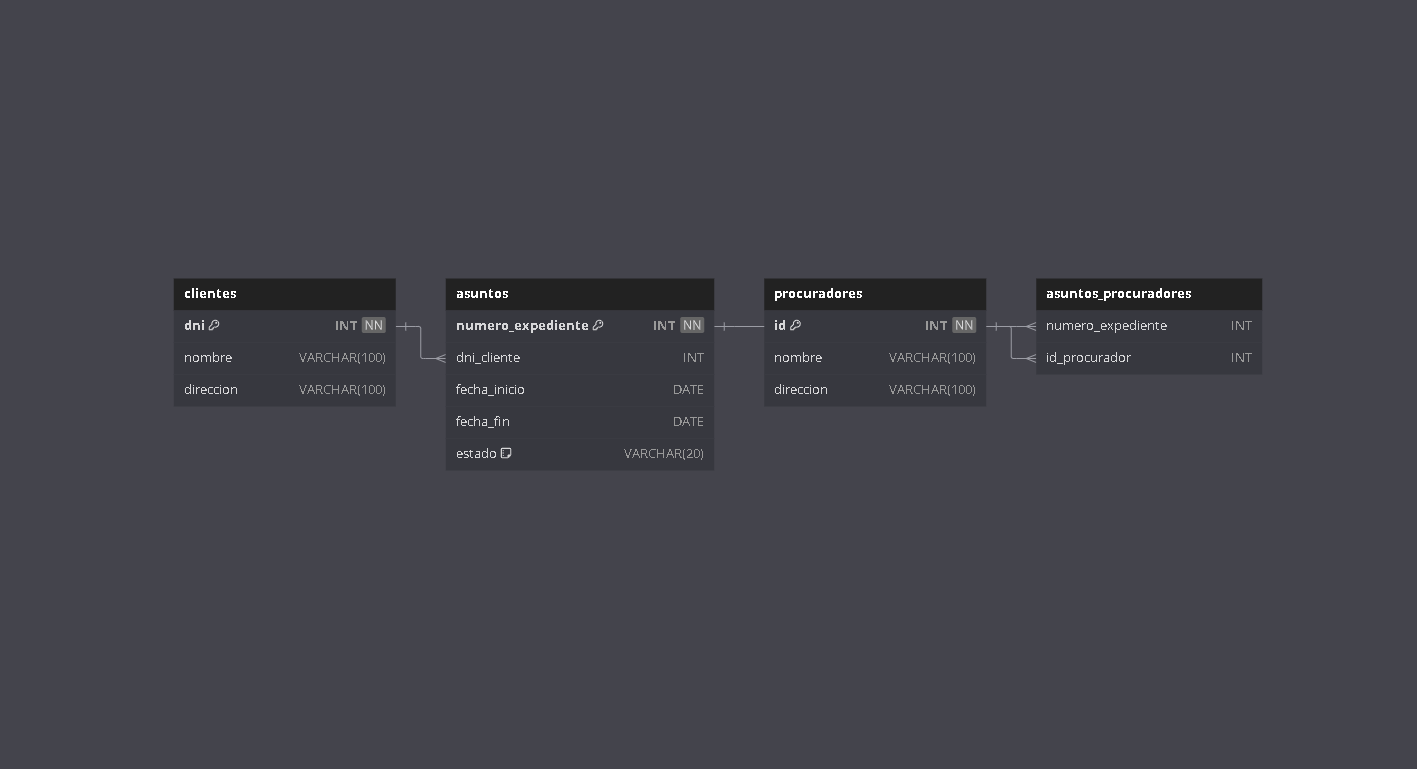 clientes
dni INT NN
nombre VARCHAR(100)
direccion VARCHAR(100)
asuntos
numero_expediente INT NN
dni_cliente INT
fecha_inicio DATE
fecha_fin DATE
estado VARCHAR(20)
procuradores
id INT NN
nombre VARCHAR(100)
direccion VARCHAR(100)
asuntos_procuradores
numero_expediente INT
id_procurador INT